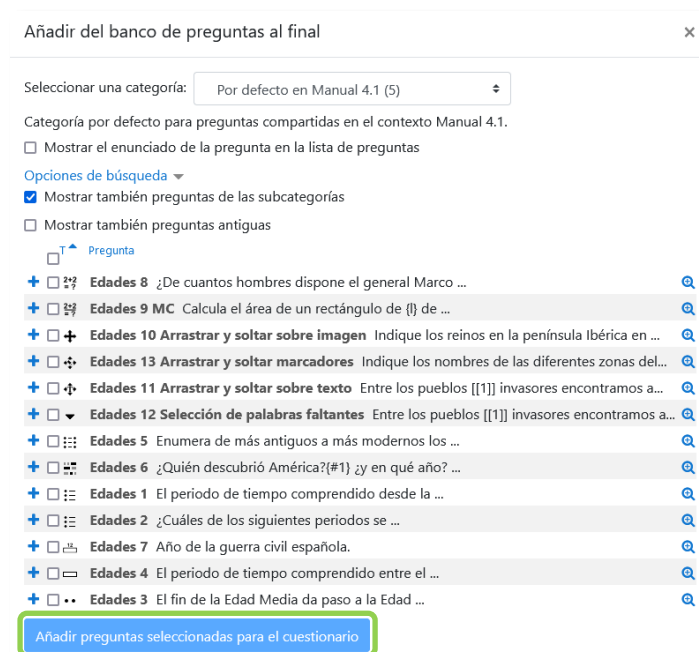 Añadir del banco de preguntas al final
Seleccionar una categoría: Por defecto en Manual 4.1 (5)
Categoría por defecto para preguntas compartidas en el contexto Manual 4.1.
Mostrar el enunciado de la pregunta en la lista de preguntas
Opciones de búsqueda
Mostrar también preguntas de las subcategorías
Mostrar también preguntas antiguas
T Pregunta
Edades 8 ¿De cuantos hombres dispone el general Marco ...
Edades 9 MC Calcula el área de un rectángulo de {l} de ...
Edades 10 Arrastrar y soltar sobre imagen Indique los reinos en la península Ibérica en ...
Edades 13 Arrastrar y soltar marcadores Indique los nombres de las diferentes zonas del...
Edades 11 Arrastrar y soltar sobre texto Entre los pueblos [[1]] invasores encontramos a...
Edades 12 Selección de palabras faltantes Entre los pueblos [[1]] invasores encontramos a...
Edades 5 Enumera de más antiguos a más modernos los ...
Edades 6 ¿Quién descubrió América?{#1} ¿y en qué año? ...
Edades 1 El periodo de tiempo comprendido desde la ...
Edades 2 ¿Cuáles de los siguientes periodos se ...
Edades 7 Año de la guerra civil española.
Edades 4 El periodo de tiempo comprendido entre el ...
Edades 3 El fin de la Edad Media da paso a la Edad ...
Añadir preguntas seleccionadas para el cuestionario